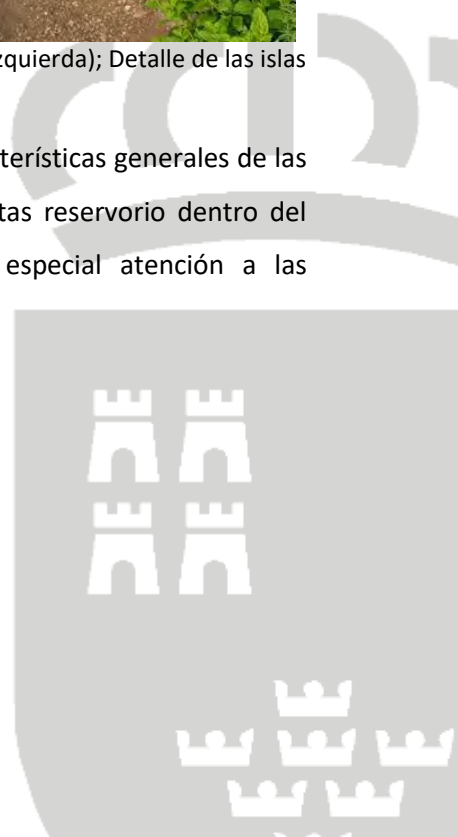 zquierda); Detalle de las islas
terísticas generales de las
tas reservorio dentro del
especial atención a las